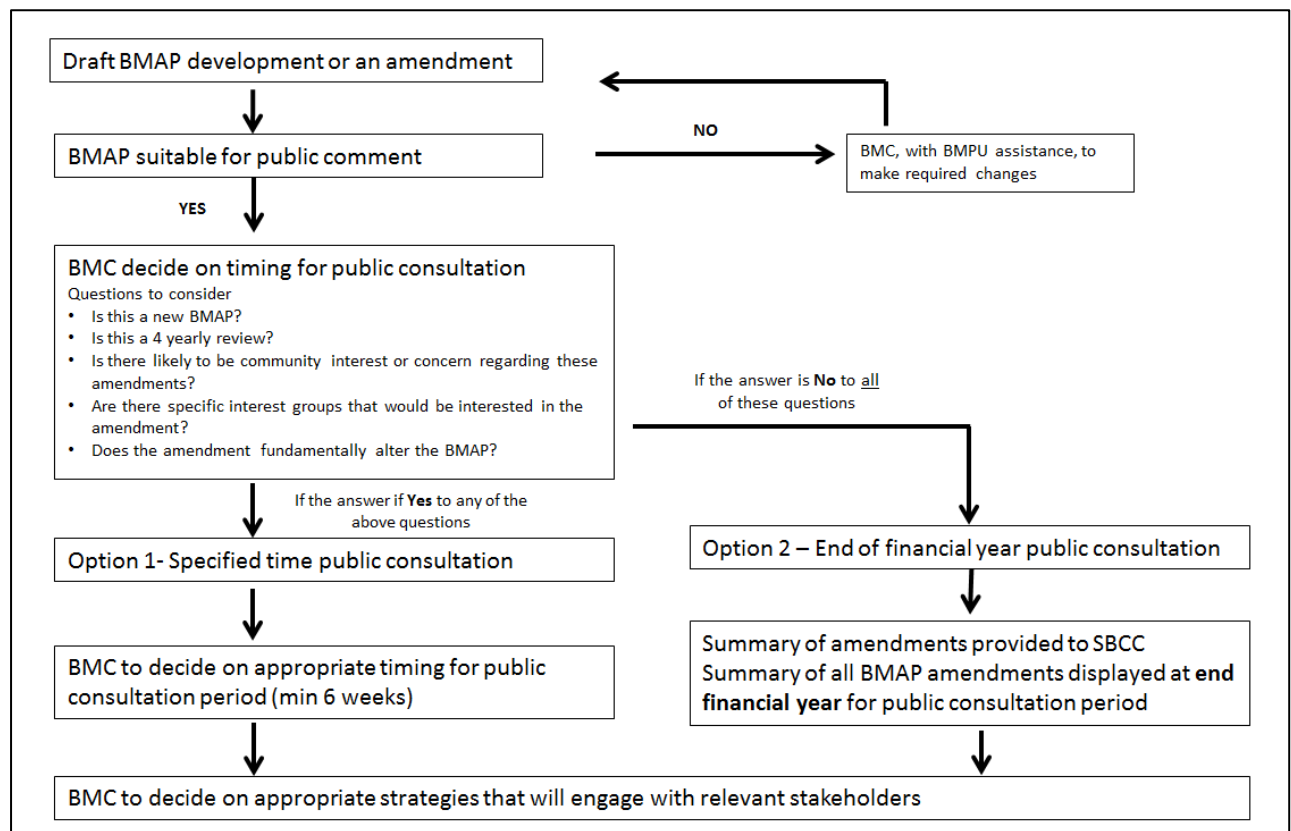 Draft BMAP development or an amendment
BMAP suitable for public comment
NO
BMC, with BMPU assistance, to
make required changes
YES
BMC decide on timing for public consultation
Questions to consider
• Is this a new BMAP?
• Is this a 4 yearly review?
• Is there likely to be community interest or concern regarding these
amendments?
• Are there specific interest groups that would be interested in the
amendment?
• Does the amendment fundamentally alter the BMAP?
If the answer is No to all
of these questions
If the answer if Yes to any of the
above questions
Option 1- Specified time public consultation
Option 2 – End of financial year public consultation
BMC to decide on appropriate timing for public
consultation period (min 6 weeks)
Summary of amendments provided to SBCC
Summary of all BMAP amendments displayed at end
financial year for public consultation period
BMC to decide on appropriate strategies that will engage with relevant stakeholders